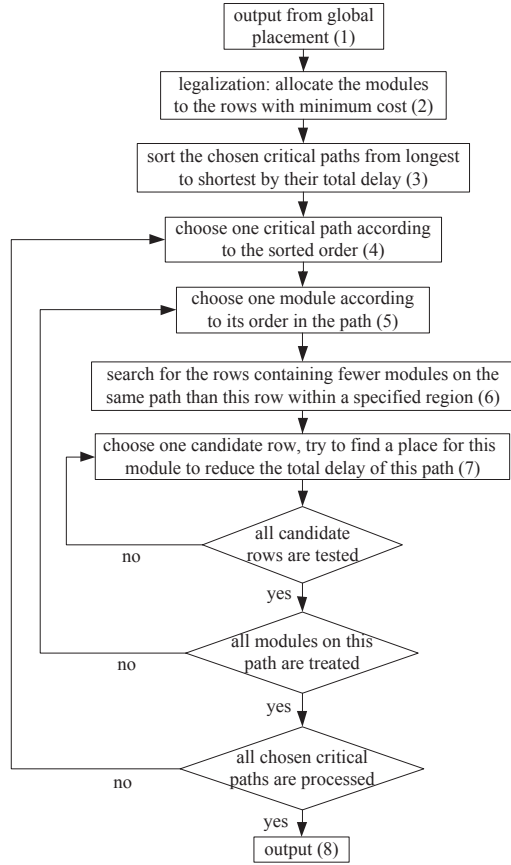 output from global
placement (1)
legalization: allocate the modules
to the rows with minimum cost (2)
sort the chosen critical paths from longest
to shortest by their total delay (3)
choose one critical path according
to the sorted order (4)
choose one module according
to its order in the path (5)
search for the rows containing fewer modules on the
same path than this row within a specified region (6)
choose one candidate row, try to find a place for this
module to reduce the total delay of this path (7)
all candidate
rows are tested
no
yes
all modules on this
path are treated
no
yes
all chosen critical
paths are processed
no
yes
output (8)